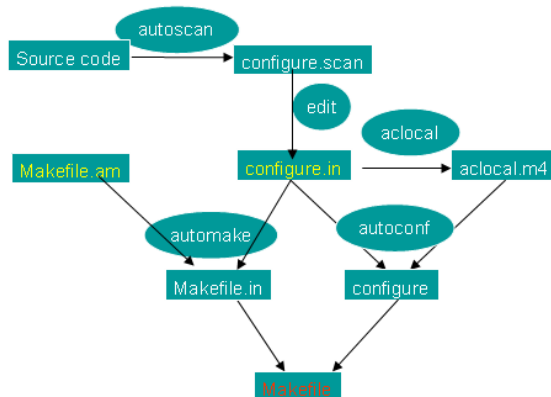 autoscan
Source code
configure.scan
edit
aclocal
Makefile.am
configure.in
aclocal.m4
automake
autoconf
Makefile.in
configure
Makefile